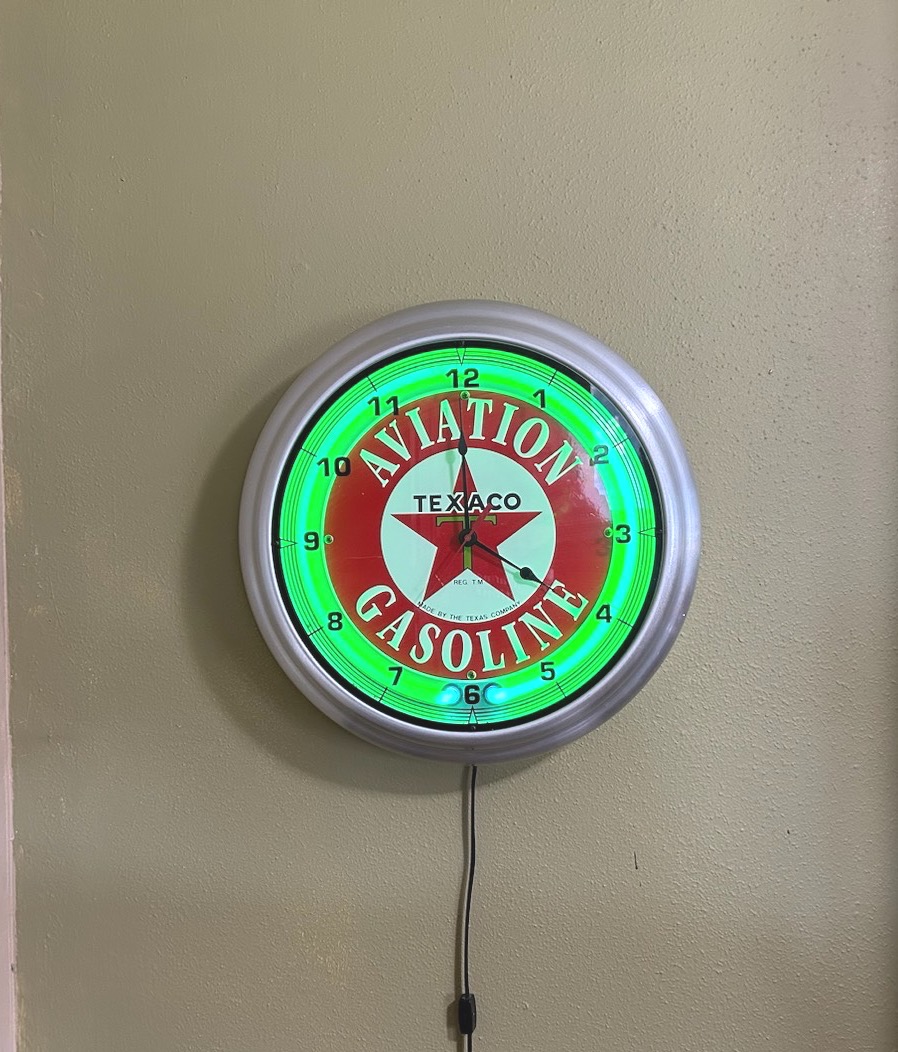 12
1
2
3
4
5
6
7
8
9
10
11
AVIATION
TEXACO
T
REG. T M
MADE BY THE TEXAS COMPANY
GASOLINE